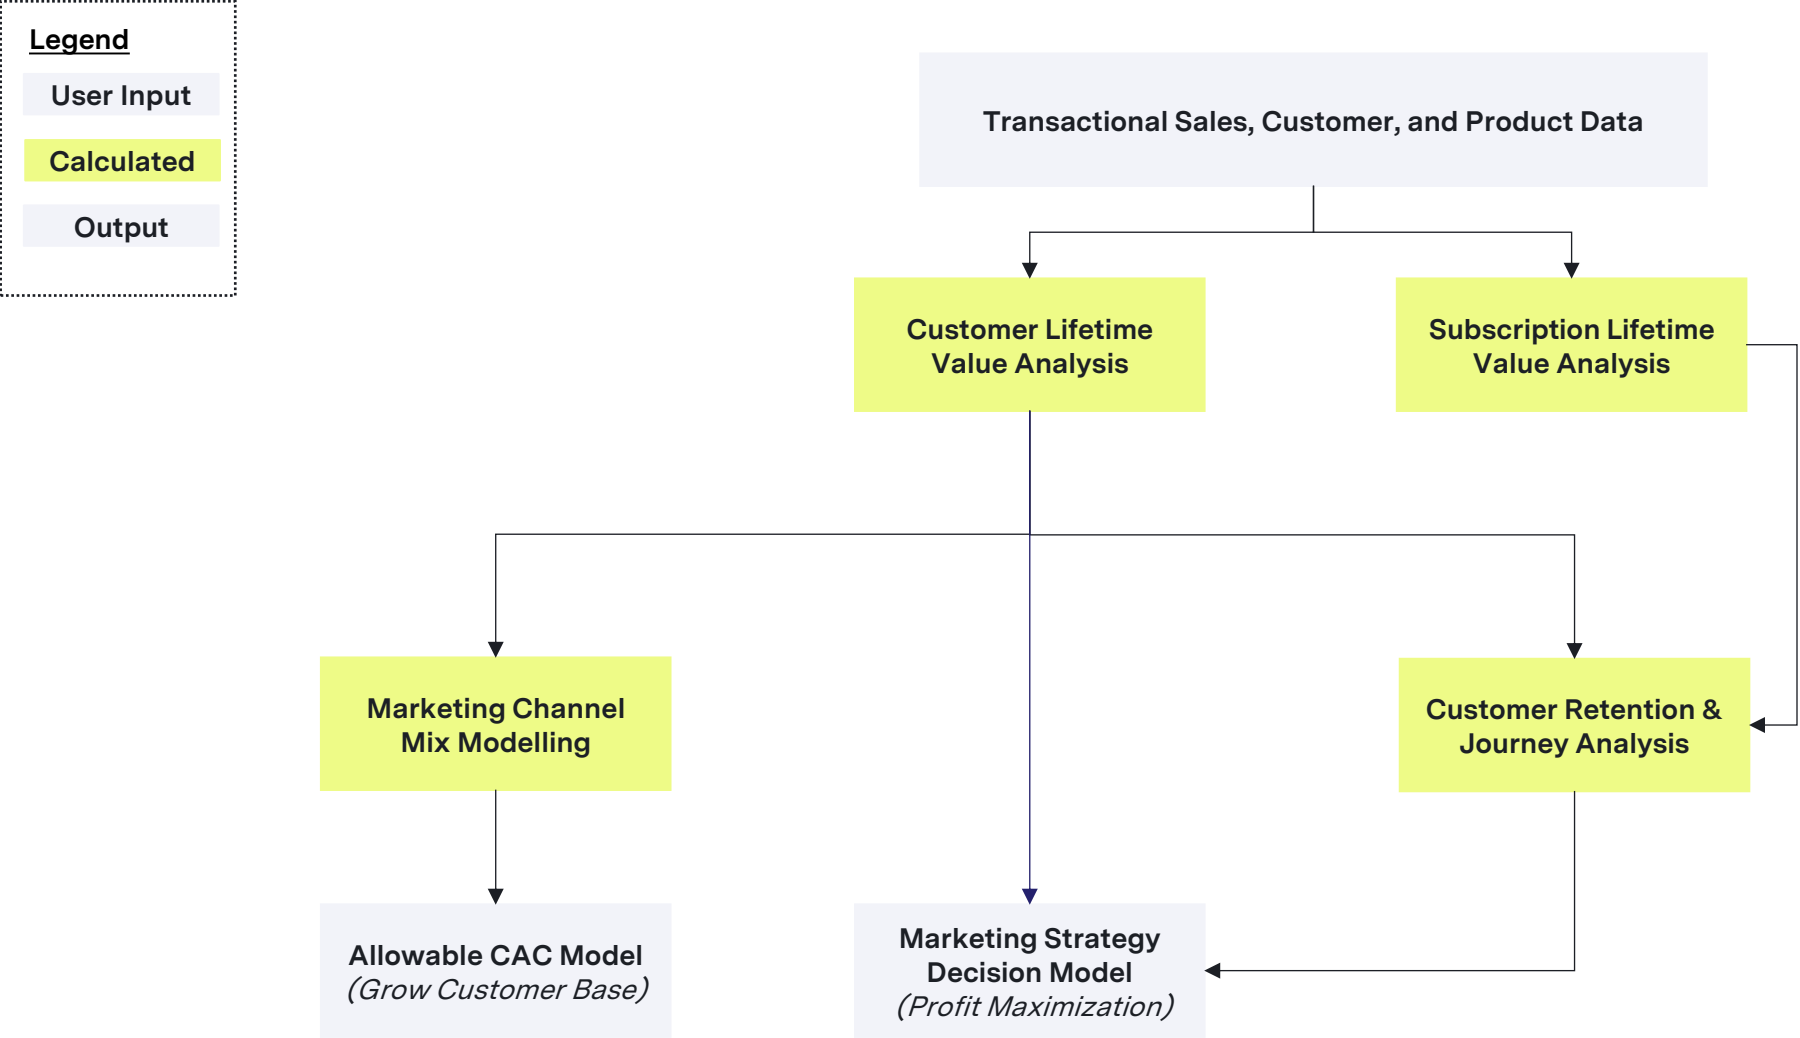 Legend
User Input
Calculated
Output
Transactional Sales, Customer, and Product Data
Customer Lifetime
Value Analysis
Subscription Lifetime
Value Analysis
Marketing Channel
Mix Modelling
Customer Retention &
Journey Analysis
Allowable CAC Model
(Grow Customer Base)
Marketing Strategy
Decision Model
(Profit Maximization)